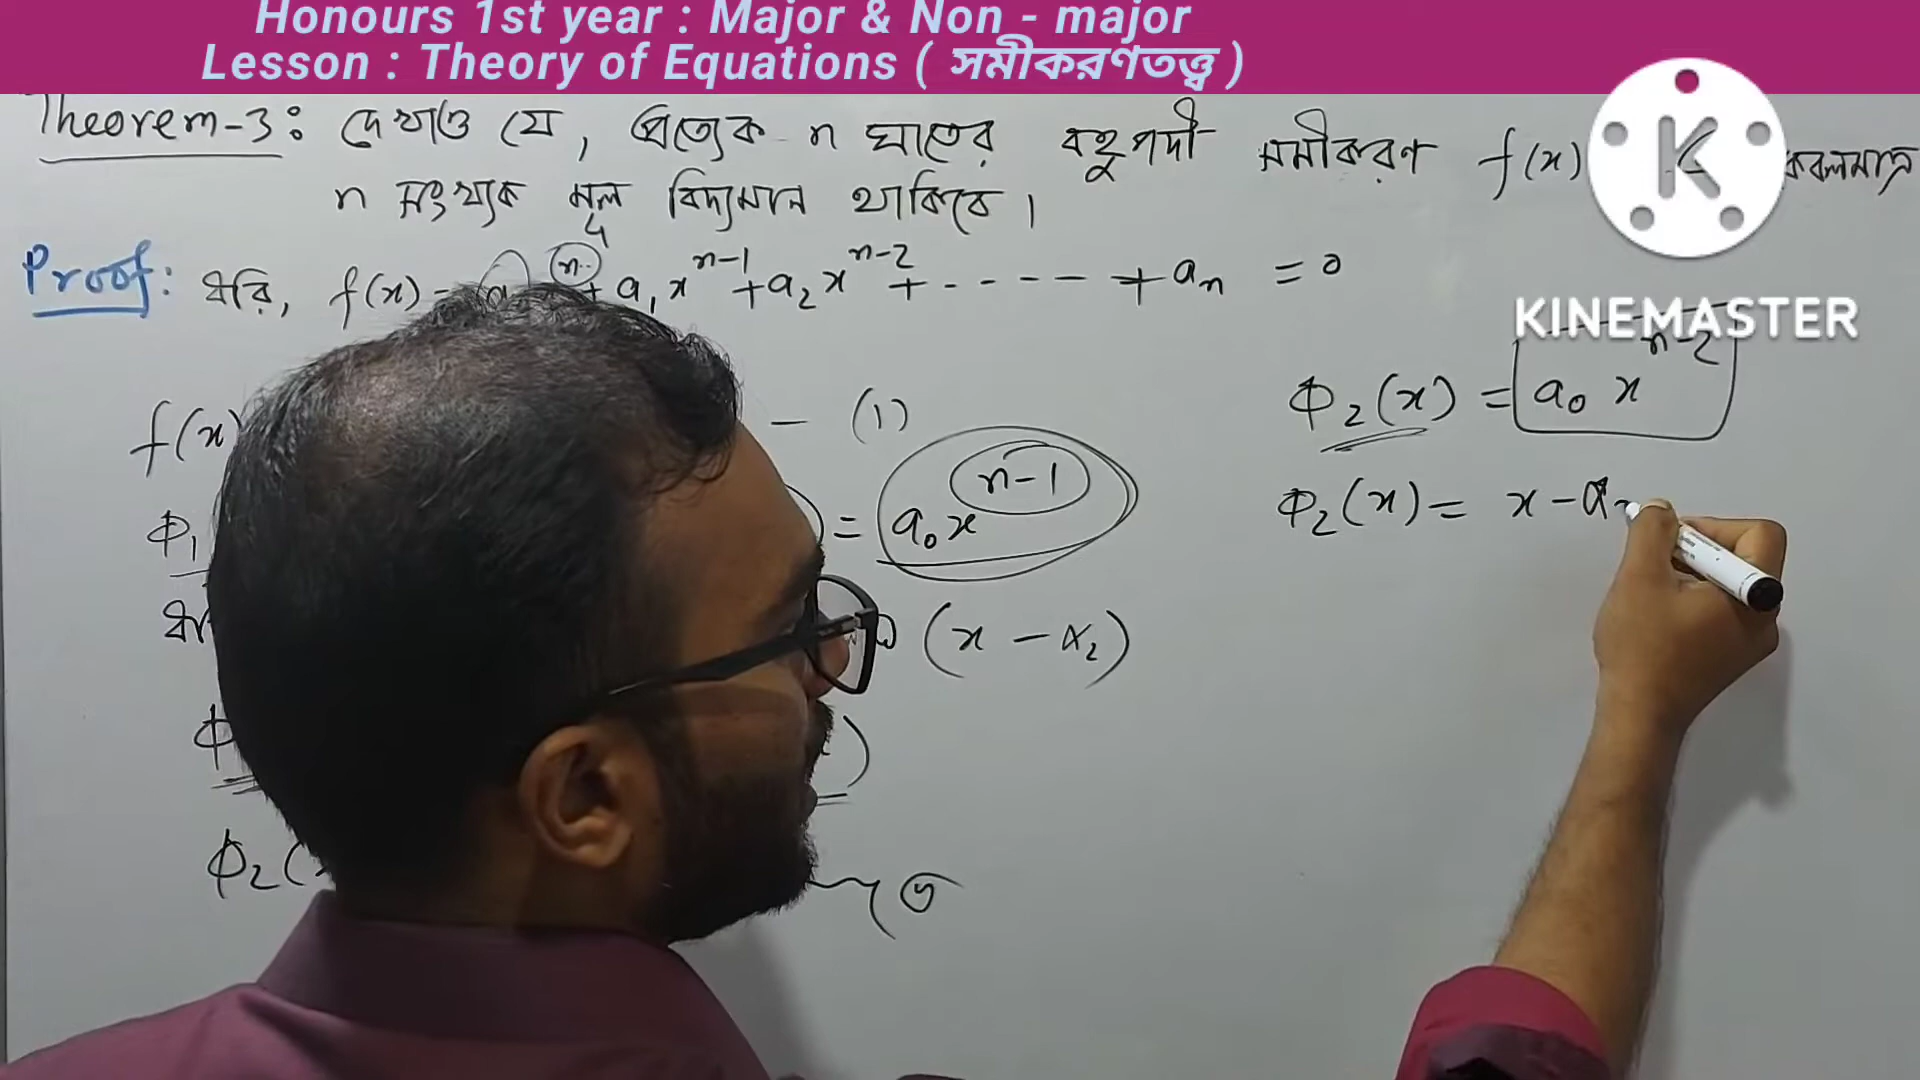 Honours 1st year : Major & Non - major
Lesson : Theory of Equations ( সমীকরণতত্ত্ব )
Theorem-3: দেখাও যে, প্রত্যেক n ঘাতের বহুপদী সমীকরণ f(x)
n সংখ্যক মূল বিদ্যমান থাকিবে।
Proof: ধরি, f(x) = a x^n + a₁x^{n-1} + a₂x^{n-2} + ----- + aₙ = 0
KINEMASTER
f(x) — (1)
Φ₁ = a₀x^{n-1}
ধরি (x - α₂)
Φ )
Φ₂(
Φ₂(x) = a₀ x^{n-2}
Φ₂(x) = x - α